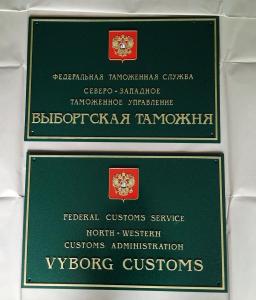 ФЕДЕРАЛЬНАЯ ТАМОЖЕННАЯ СЛУЖБА
СЕВЕРО - ЗАПАДНОЕ
ТАМОЖЕННОЕ УПРАВЛЕНИЕ
ВЫБОРГСКАЯ ТАМОЖНЯ
FEDERAL CUSTOMS SERVICE
NORTH - WESTERN
CUSTOMS ADMINISTRATION
VYBORG CUSTOMS